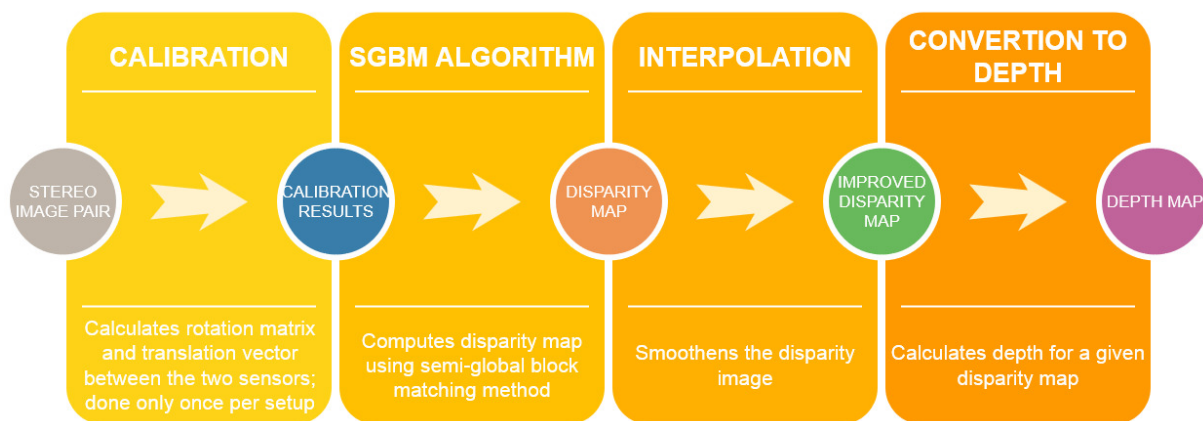 CALIBRATION
SGBM ALGORITHM
INTERPOLATION
CONVERTION TO
DEPTH
STEREO
IMAGE PAIR
CALIBRATION
RESULTS
DISPARITY
MAP
IMPROVED
DISPARITY
MAP
DEPTH MAP
Calculates rotation matrix
and translation vector
between the two sensors;
done only once per setup
Computes disparity map
using semi-global block
matching method
Smoothens the disparity
image
Calculates depth for a given
disparity map